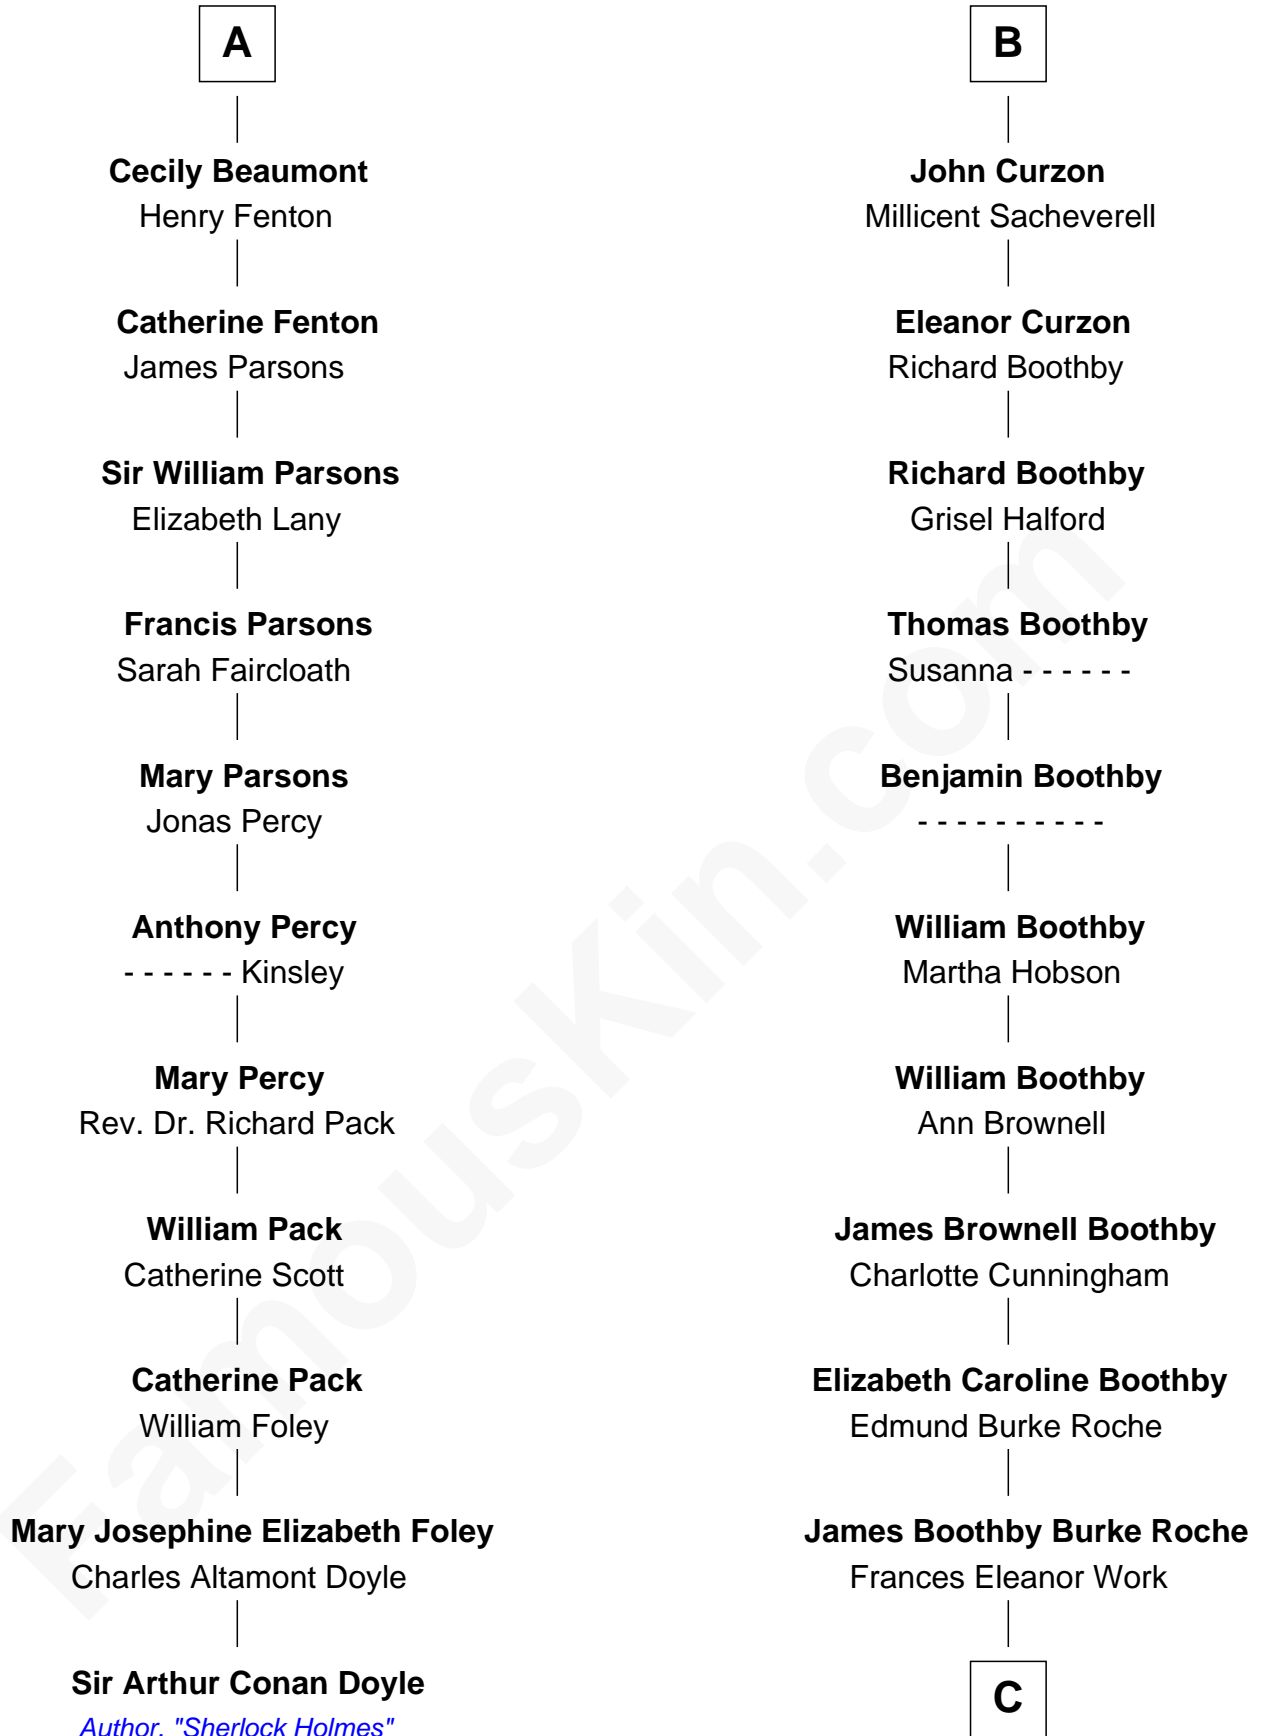 A
Cecily Beaumont
Henry Fenton
Catherine Fenton
James Parsons
Sir William Parsons
Elizabeth Lany
Francis Parsons
Sarah Faircloath
Mary Parsons
Jonas Percy
Anthony Percy
- - - - - - Kinsley
Mary Percy
Rev. Dr. Richard Pack
William Pack
Catherine Scott
Catherine Pack
William Foley
Mary Josephine Elizabeth Foley
Charles Altamont Doyle
Sir Arthur Conan Doyle
Author, "Sherlock Holmes"
B
John Curzon
Millicent Sacheverell
Eleanor Curzon
Richard Boothby
Richard Boothby
Grisel Halford
Thomas Boothby
Susanna - - - - - -
Benjamin Boothby
- - - - - - - - - -
William Boothby
Martha Hobson
William Boothby
Ann Brownell
James Brownell Boothby
Charlotte Cunningham
Elizabeth Caroline Boothby
Edmund Burke Roche
James Boothby Burke Roche
Frances Eleanor Work
C
FamousKin.com